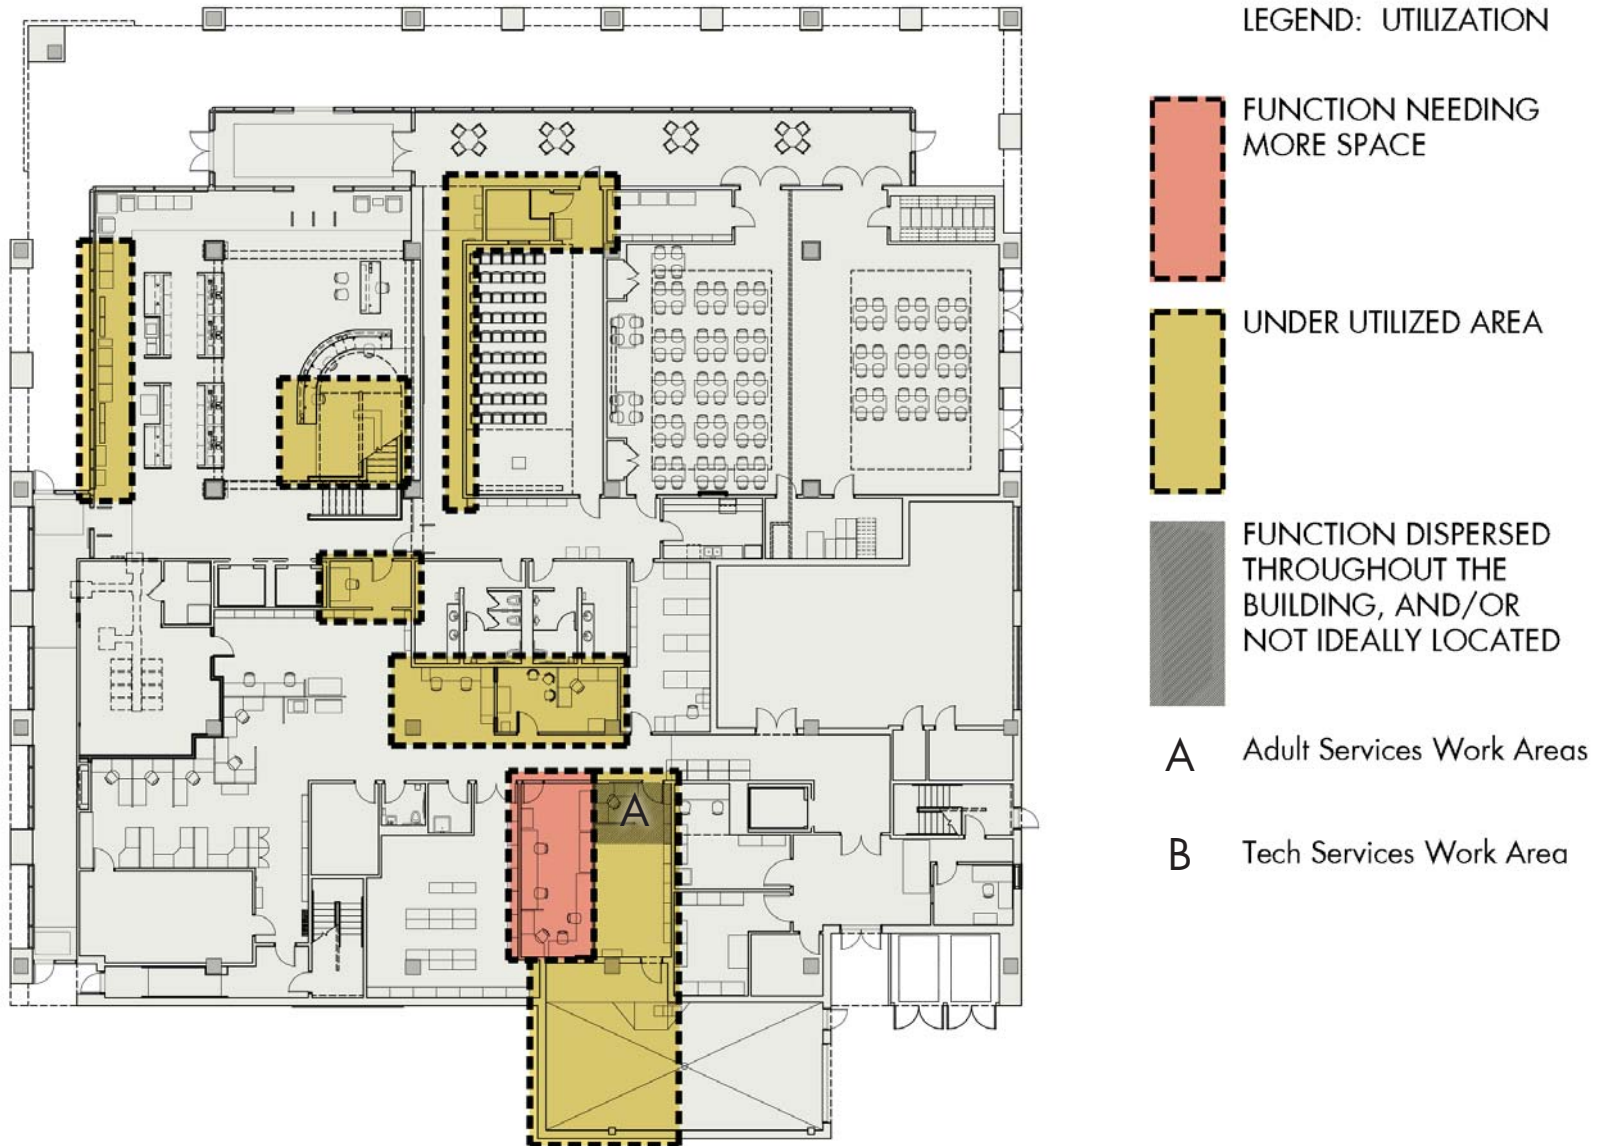 LEGEND: UTILIZATION
FUNCTION NEEDING
MORE SPACE
UNDER UTILIZED AREA
FUNCTION DISPERSED
THROUGHOUT THE
BUILDING, AND/OR
NOT IDEALLY LOCATED
A Adult Services Work Areas
B Tech Services Work Area
A